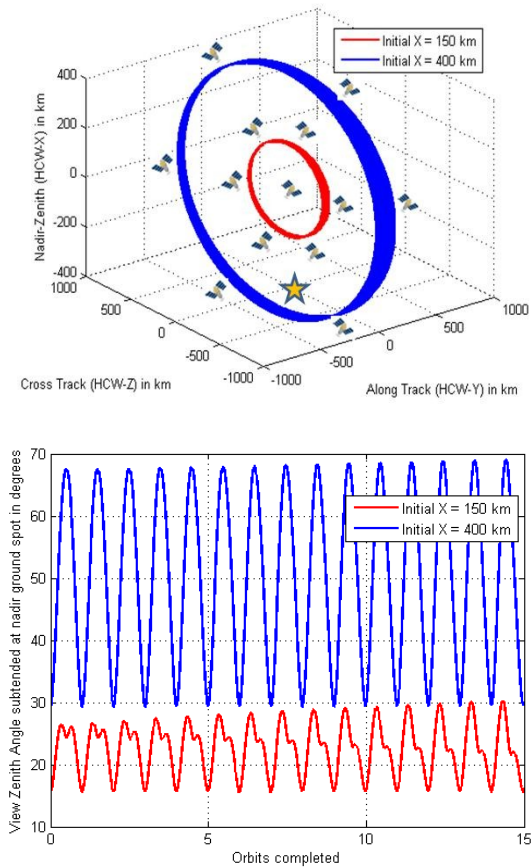 Initial X = 150 km
Initial X = 400 km
Nadir-Zenith (HCW-X) in km
400
200
0
-200
-400
1000
500
0
-500
-1000
Cross Track (HCW-Z) in km
-1000
-500
0
500
1000
Along Track (HCW-Y) in km
View Zenith Angle subtended at nadir ground spot in degrees
70
60
50
40
30
20
10
Initial X = 150 km
Initial X = 400 km
0
5
10
15
Orbits completed